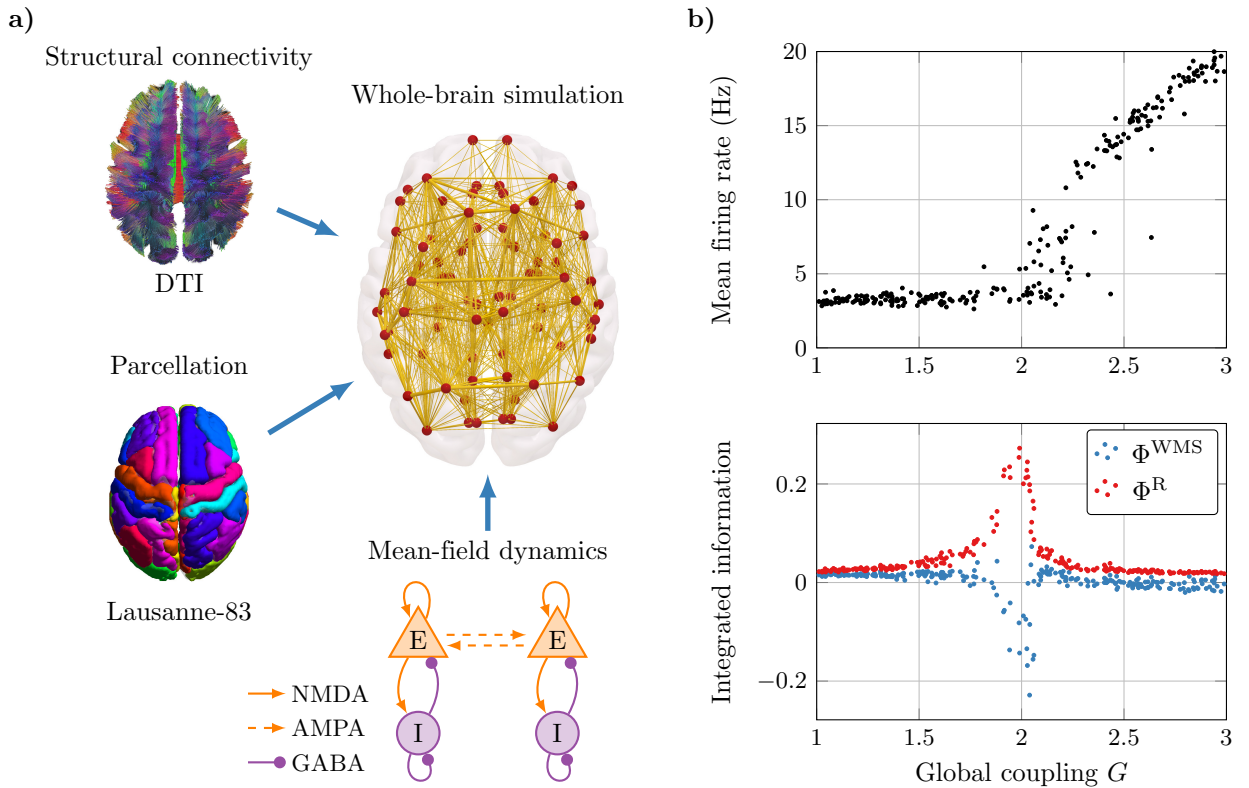 a)
Structural connectivity
DTI
Whole-brain simulation
Parcellation
Lausanne-83
Mean-field dynamics
E
E
I
I
NMDA
AMPA
GABA
b)
Mean firing rate (Hz)
20
15
10
5
0
1
1.5
2
2.5
3
Integrated information
0.2
0
−0.2
Φ^WMS
Φ^R
1
1.5
2
2.5
3
Global coupling G